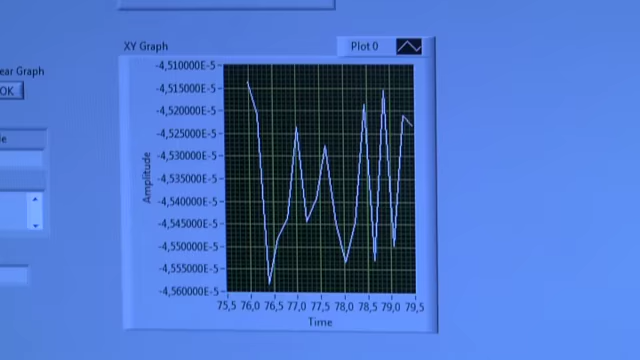 XY Graph
Plot 0
ear Graph
OK
-4,510000E-5
-4,515000E-5
-4,520000E-5
-4,525000E-5
-4,530000E-5
-4,535000E-5
-4,540000E-5
-4,545000E-5
-4,550000E-5
-4,555000E-5
-4,560000E-5
Amplitude
75,5 76,0 76,5 77,0 77,5 78,0 78,5 79,0 79,5
Time